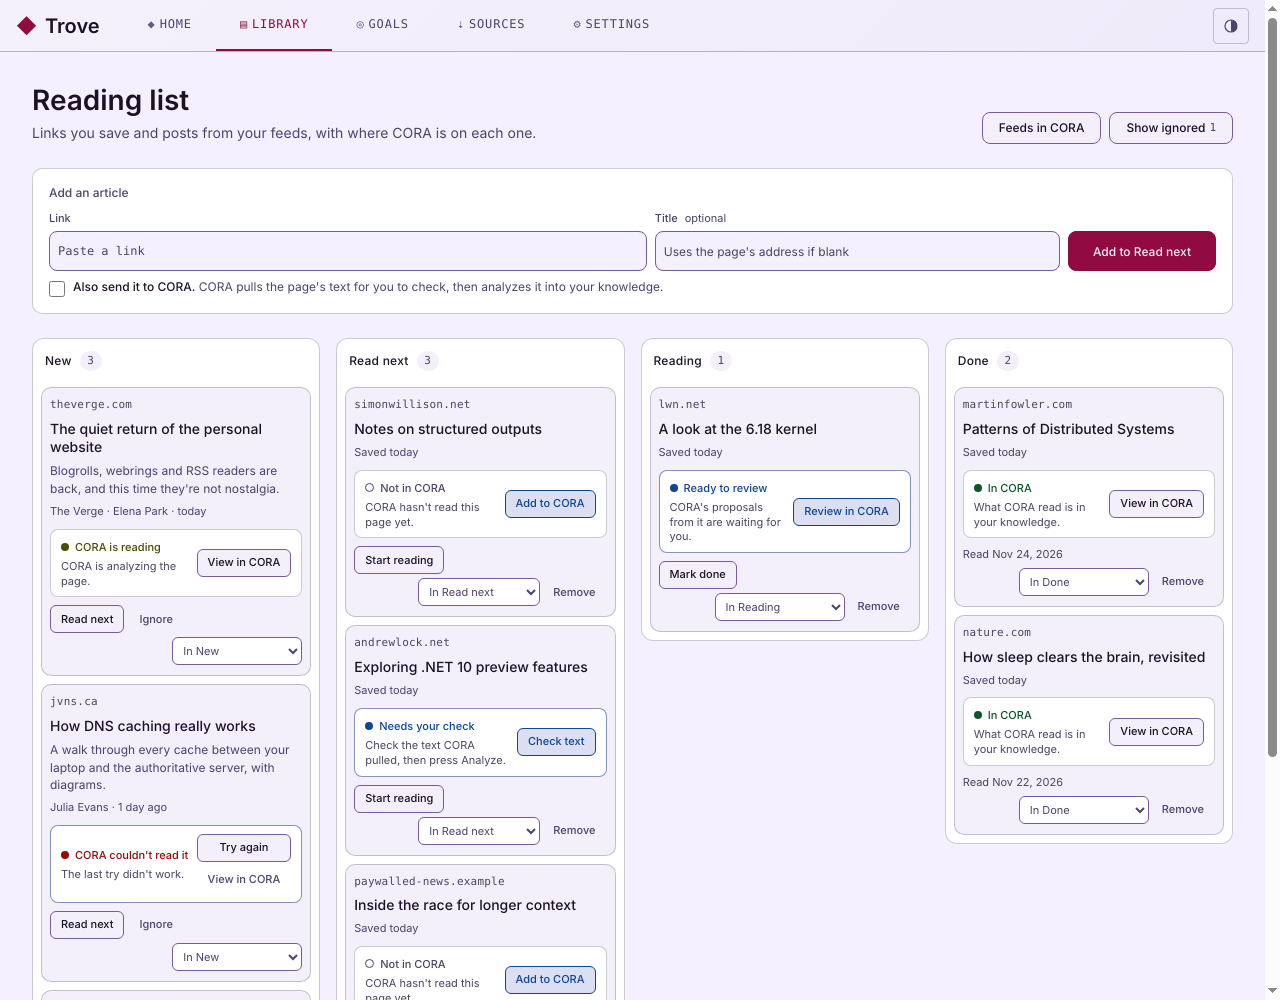 Trove
HOME
LIBRARY
GOALS
SOURCES
SETTINGS
Reading list
Links you save and posts from your feeds, with where CORA is on each one.
Feeds in CORA
Show ignored 1
Add an article
Link
Title optional
Paste a link
Uses the page's address if blank
Add to Read next
Also send it to CORA. CORA pulls the page's text for you to check, then analyzes it into your knowledge.
New 3
theverge.com
The quiet return of the personal
website
Blogrolls, webrings and RSS readers are
back, and this time they're not nostalgia.
The Verge · Elena Park · today
CORA is reading
CORA is analyzing the
page.
View in CORA
Read next
Ignore
In New
jvns.ca
How DNS caching really works
A walk through every cache between your
laptop and the authoritative server, with
diagrams.
Julia Evans · 1 day ago
CORA couldn't read it
The last try didn't work.
Try again
View in CORA
Read next
Ignore
In New
Read next 3
simonwillison.net
Notes on structured outputs
Saved today
Not in CORA
CORA hasn't read this
page yet.
Add to CORA
Start reading
In Read next
Remove
andrewlock.net
Exploring .NET 10 preview features
Saved today
Needs your check
Check the text CORA
pulled, then press Analyze.
Check text
Start reading
In Read next
Remove
paywalled-news.example
Inside the race for longer context
Saved today
Not in CORA
CORA hasn't read this
page yet.
Add to CORA
Reading 1
lwn.net
A look at the 6.18 kernel
Saved today
Ready to review
CORA's proposals
from it are waiting for
you.
Review in CORA
Mark done
In Reading
Remove
Done 2
martinfowler.com
Patterns of Distributed Systems
Saved today
In CORA
What CORA read is in
your knowledge.
View in CORA
Read Nov 24, 2026
In Done
Remove
nature.com
How sleep clears the brain, revisited
Saved today
In CORA
What CORA read is in
your knowledge.
View in CORA
Read Nov 22, 2026
In Done
Remove